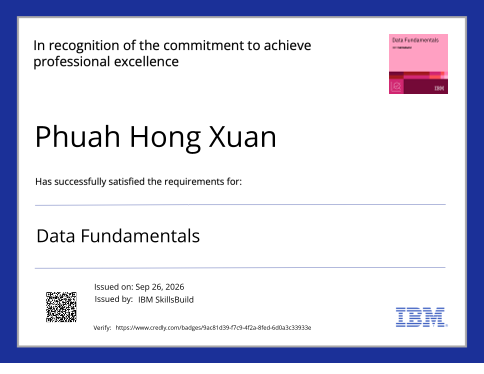 In recognition of the commitment to achieve
professional excellence
Data Fundamentals
IBM
Phuah Hong Xuan
Has successfully satisfied the requirements for:
Data Fundamentals
Issued on: Sep 26, 2026
Issued by: IBM SkillsBuild
Verify: https://www.credly.com/badges/9ac81d39-f7c9-4f2a-8fed-6d0a3c33933e
IBM